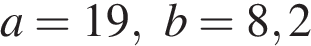 a = 19, b = 8,2